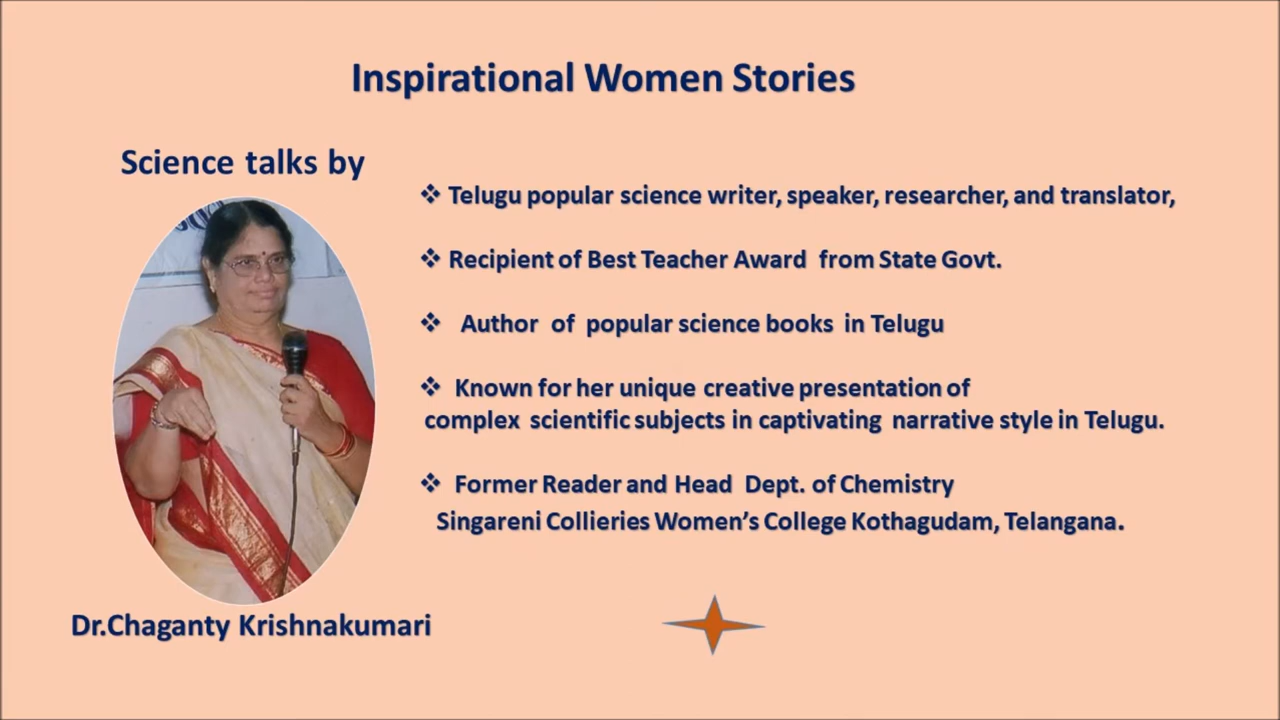 Inspirational Women Stories
Science talks by
❖ Telugu popular science writer, speaker, researcher, and translator,
❖ Recipient of Best Teacher Award from State Govt.
❖ Author of popular science books in Telugu
❖ Known for her unique creative presentation of
complex scientific subjects in captivating narrative style in Telugu.
❖ Former Reader and Head Dept. of Chemistry
Singareni Collieries Women’s College Kothagudam, Telangana.
Dr.Chaganty Krishnakumari